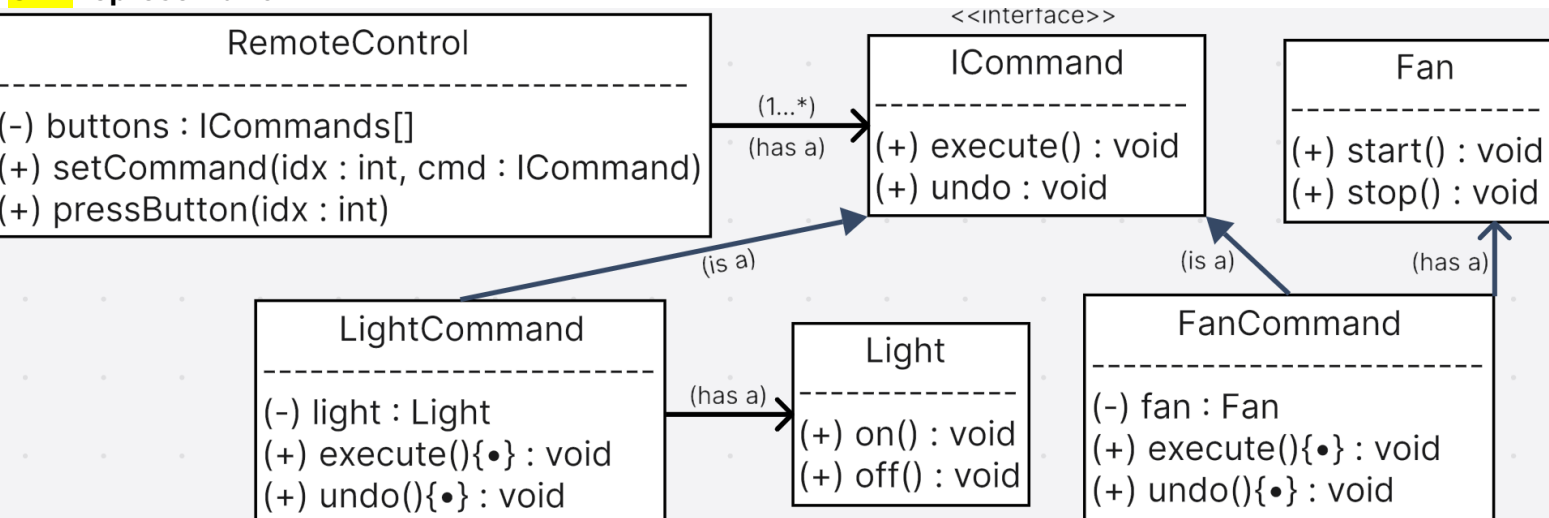 RemoteControl
(-) buttons : ICommands[]
(+) setCommand(idx : int, cmd : ICommand)
(+) pressButton(idx : int)
(1...*)
(has a)
<<interface>>
ICommand
(+) execute() : void
(+) undo : void
Fan
(+) start() : void
(+) stop() : void
(is a)
(is a)
(has a)
LightCommand
(-) light : Light
(+) execute(){•} : void
(+) undo(){•} : void
(has a)
Light
(+) on() : void
(+) off() : void
FanCommand
(-) fan : Fan
(+) execute(){•} : void
(+) undo(){•} : void